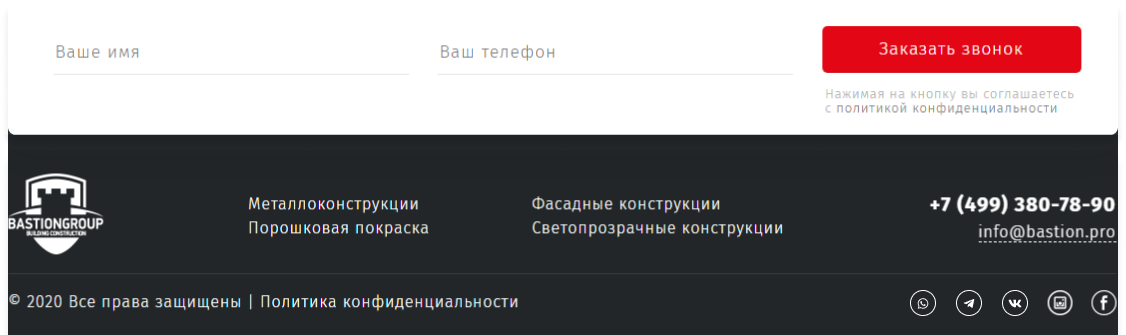 Ваше имя
Ваш телефон
Заказать звонок
Нажимая на кнопку вы соглашаетесь
с политикой конфиденциальности
BASTIONGROUP
BUILDING CONSTRUCTION
Металлоконструкции
Порошковая покраска
Фасадные конструкции
Светопрозрачные конструкции
+7 (499) 380-78-90
info@bastion.pro
© 2020 Все права защищены | Политика конфиденциальности